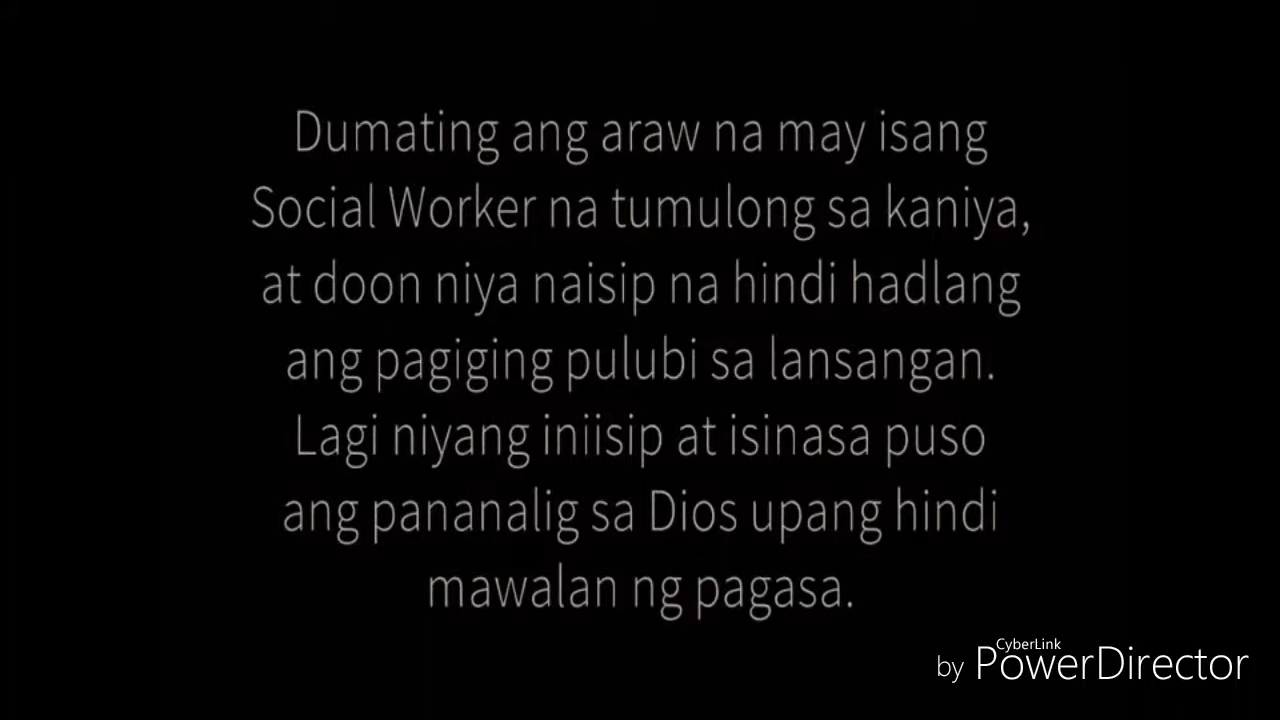 Dumating ang araw na may isang
Social Worker na tumulong sa kaniya,
at doon niya naisip na hindi hadlang
ang pagiging pulubi sa lansangan.
Lagi niyang iniisip at isinasa puso
ang pananalig sa Dios upang hindi
mawalan ng pagasa.
CyberLink
by PowerDirector